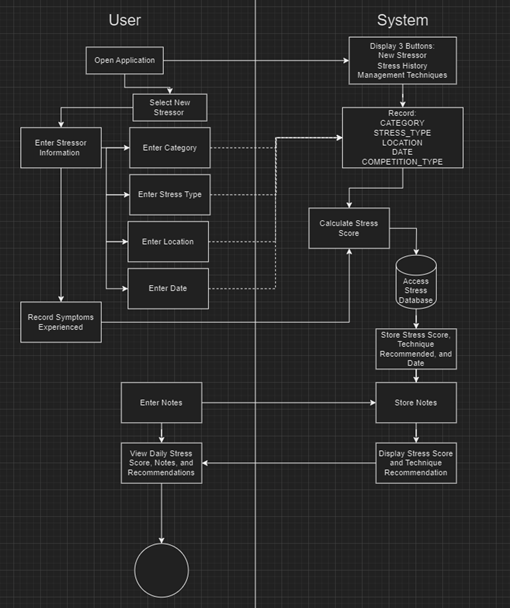 User
System
Open Application
Display 3 Buttons:
New Stressor
Stress History
Management Techniques
Select New
Stressor
Record:
CATEGORY
STRESS_TYPE
LOCATION
DATE
COMPETITION_TYPE
Enter Stressor
Information
Enter Category
Enter Stress Type
Enter Location
Enter Date
Calculate Stress
Score
Access
Stress
Database
Record Symptoms
Experienced
Store Stress Score,
Technique
Recommended, and
Date
Enter Notes
Store Notes
View Daily Stress
Score, Notes, and
Recommendations
Display Stress Score
and Technique
Recommendation